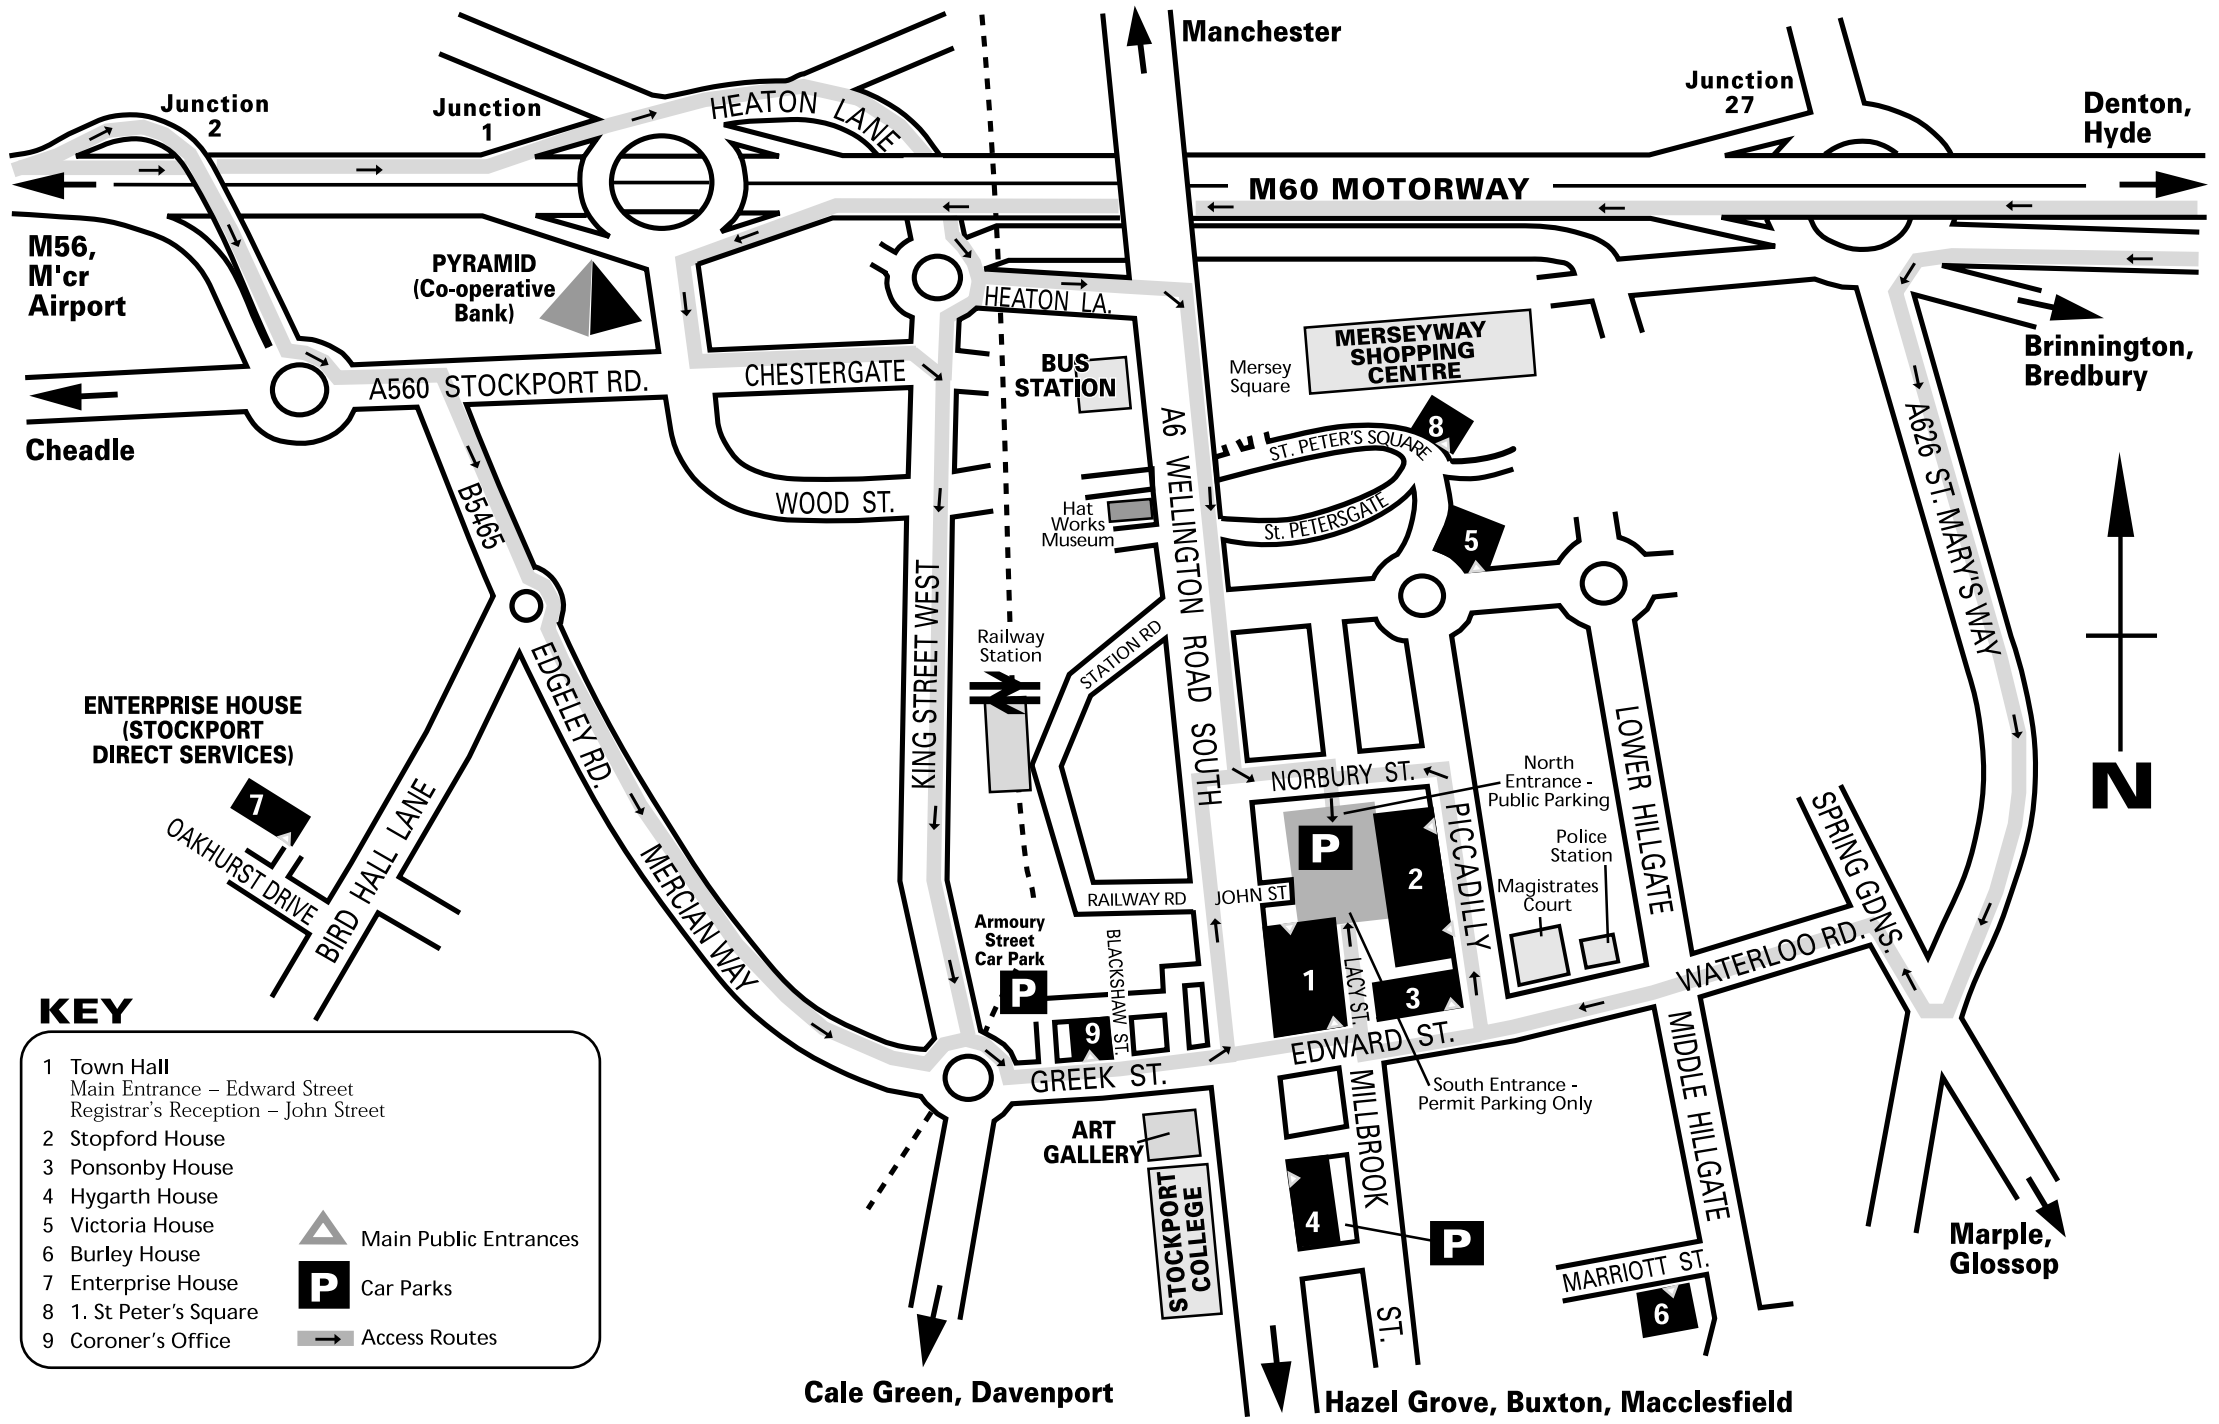 Manchester
Junction
2
Junction
1
HEATON LANE
Junction
27
Denton,
Hyde
M60 MOTORWAY
M56,
M'cr
Airport
PYRAMID
(Co-operative
Bank)
HEATON LA.
MERSEYWAY
SHOPPING
CENTRE
Mersey
Square
BUS
STATION
Brinnington,
Bredbury
A560 STOCKPORT RD.
CHESTERGATE
Cheadle
8
ST. PETER'S SQUARE
St. PETERSGATE
A6 WELLINGTON ROAD SOUTH
A626 ST. MARY'S WAY
B5465
WOOD ST.
Hat
Works
Museum
5
KING STREET WEST
Railway
Station
STATION RD
EDGELEY RD.
ENTERPRISE HOUSE
(STOCKPORT
DIRECT SERVICES)
7
OAKHURST DRIVE
BIRD HALL LANE
MERCIAN WAY
LOWER HILLGATE
NORBURY ST.
North
Entrance -
Public Parking
N
P
2
PICCADILLY
Police
Station
Magistrates
Court
SPRING GDNS.
RAILWAY RD
JOHN ST
Armoury
Street
Car Park
P
BLACKSHAW ST.
1
LACY ST.
3
WATERLOO RD.
9
GREEK ST.
EDWARD ST.
South Entrance -
Permit Parking Only
MIDDLE HILLGATE
MILLBROOK
ST.
ART
GALLERY
STOCKPORT
COLLEGE
4
P
MARRIOTT ST.
6
Marple,
Glossop
Cale Green, Davenport
Hazel Grove, Buxton, Macclesfield
KEY
1 Town Hall
Main Entrance – Edward Street
Registrar's Reception – John Street
2 Stopford House
3 Ponsonby House
4 Hygarth House
5 Victoria House
6 Burley House
7 Enterprise House
8 1. St Peter's Square
9 Coroner's Office
Main Public Entrances
P Car Parks
Access Routes